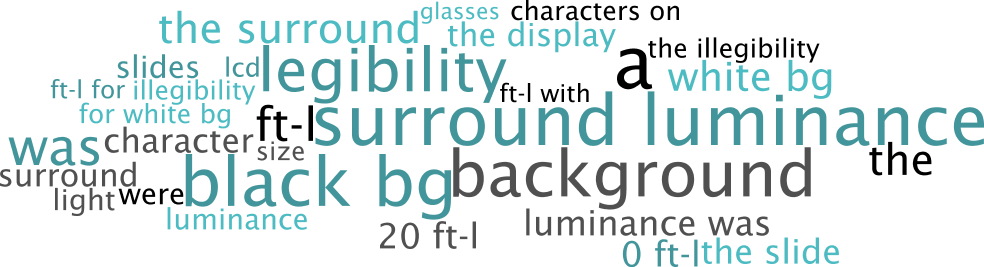 glasses characters on
the surround the display
the illegibility
slides lcd legibility a white bg
ft-l for illegibility ft-l with
for white bg ft-l surround luminance
was character size
surround black bg background the
light were
luminance 20 ft-l luminance was
0 ft-l the slide